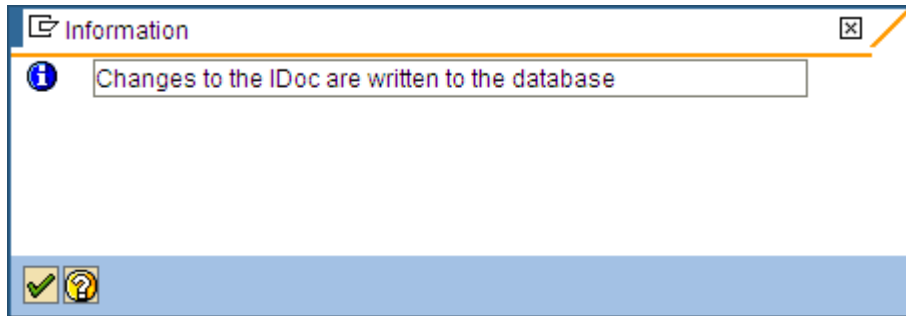 Information
Changes to the IDoc are written to the database